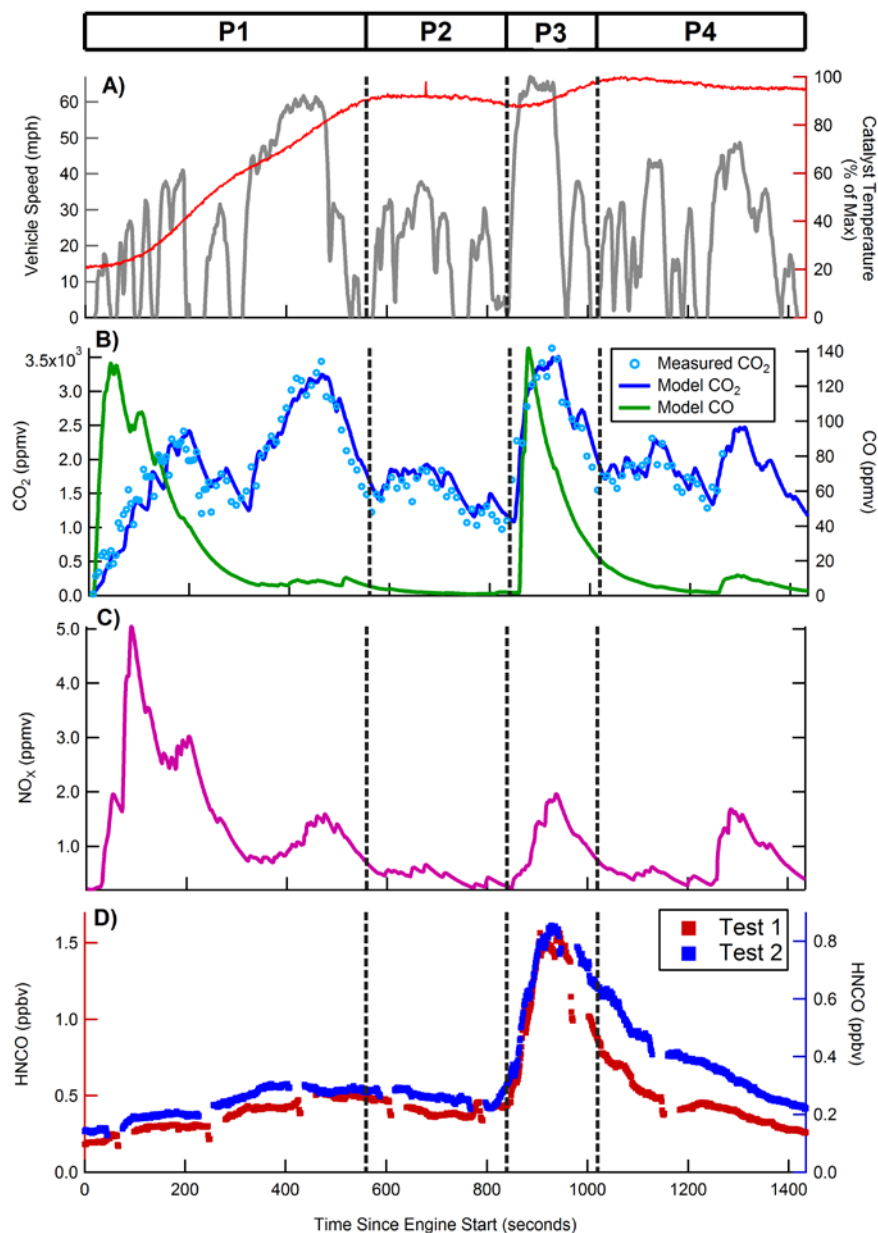 P1 P2 P3 P4
A)
Vehicle Speed (mph)
60
50
40
30
20
10
0
100
80
60
40
20
0
Catalyst Temperature
(% of Max)
B)
CO₂ (ppmv)
3.5x10³
3.0
2.5
2.0
1.5
1.0
0.5
0.0
Measured CO₂
Model CO₂
Model CO
140
120
100
80
60
40
20
0
CO (ppmv)
C)
NOₓ (ppmv)
5.0
4.0
3.0
2.0
1.0
D)
HNCO (ppbv)
1.5
1.0
0.5
0.0
Test 1
Test 2
0.8
0.6
0.4
0.2
0.0
HNCO (ppbv)
0 200 400 600 800 1000 1200 1400
Time Since Engine Start (seconds)